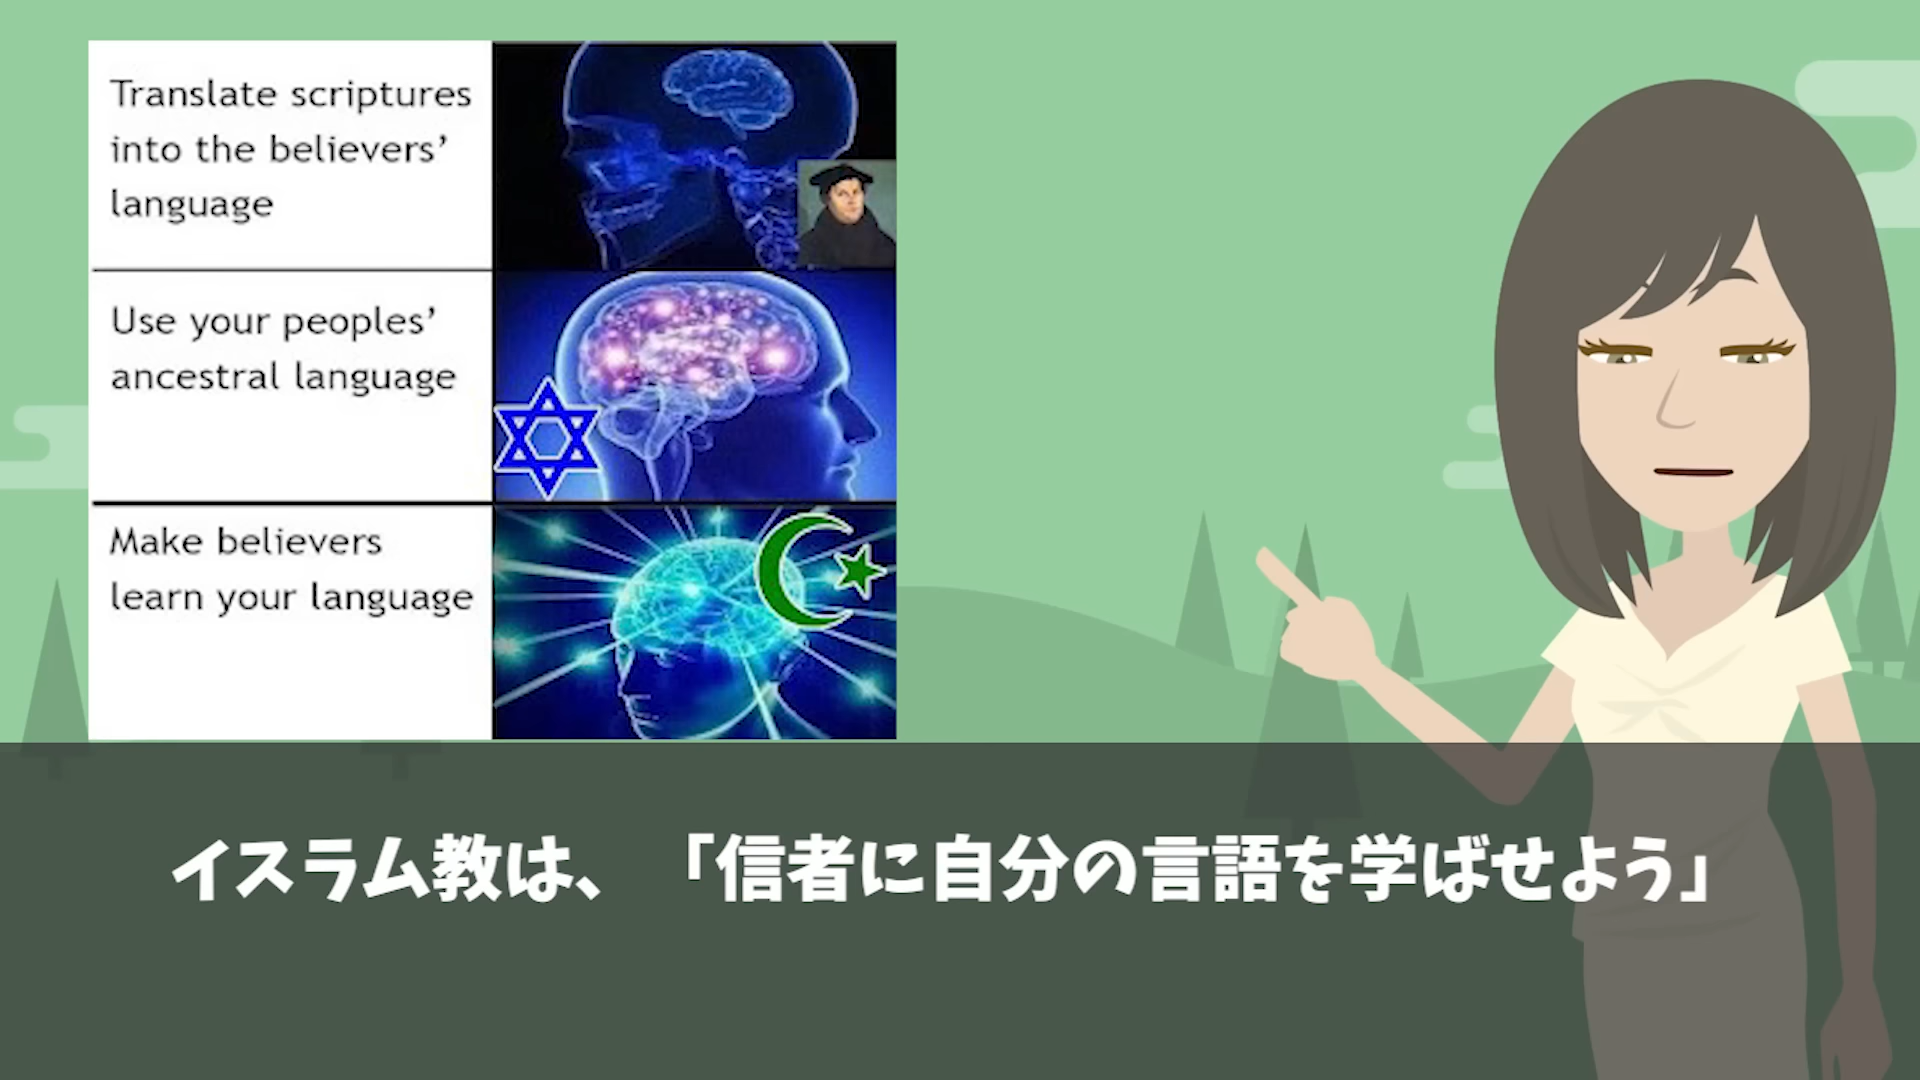 Translate scriptures
into the believers’
language
Use your peoples’
ancestral language
Make believers
learn your language
イスラム教は、「信者に自分の言語を学ばせよう」